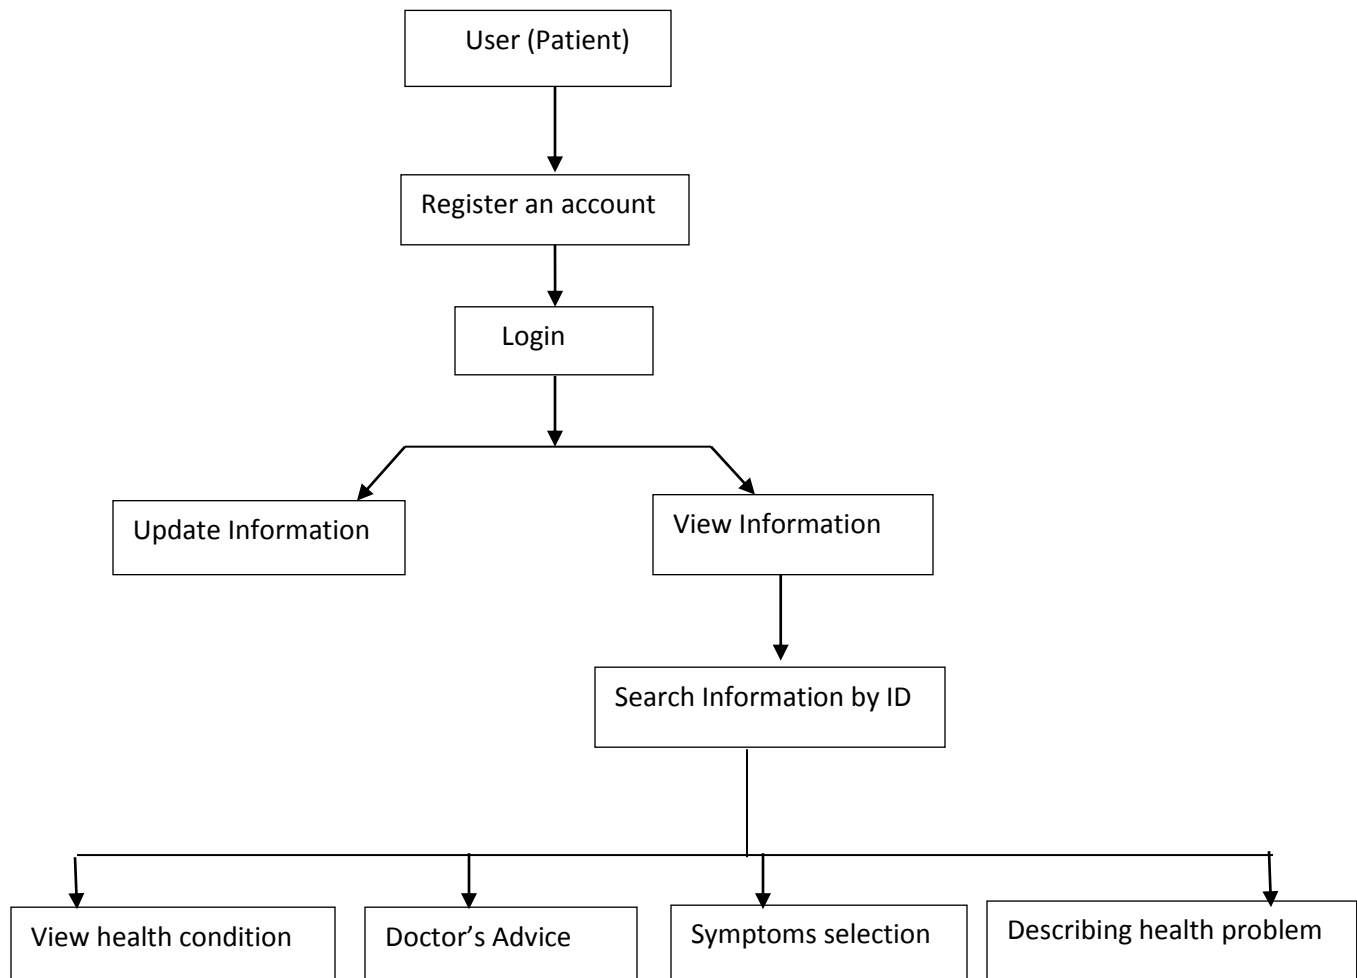 User (Patient)
Register an account
Login
Update Information
View Information
Search Information by ID
View health condition
Doctor’s Advice
Symptoms selection
Describing health problem